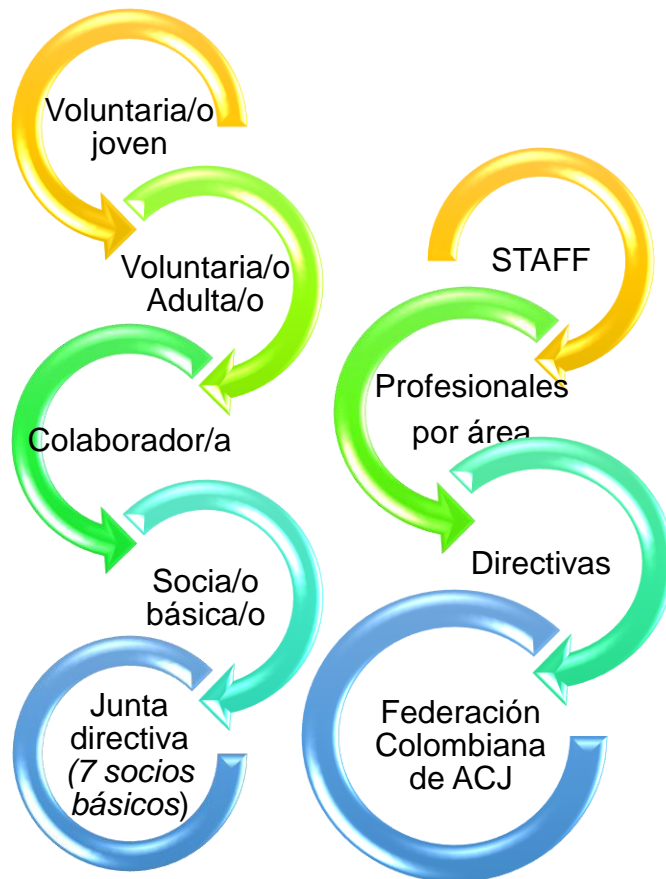 Voluntaria/o
joven
Voluntaria/o
Adulta/o
Colaborador/a
Socia/o
básica/o
Junta
directiva
(7 socios
básicos)
STAFF
Profesionales
por área
Directivas
Federación
Colombiana
de ACJ